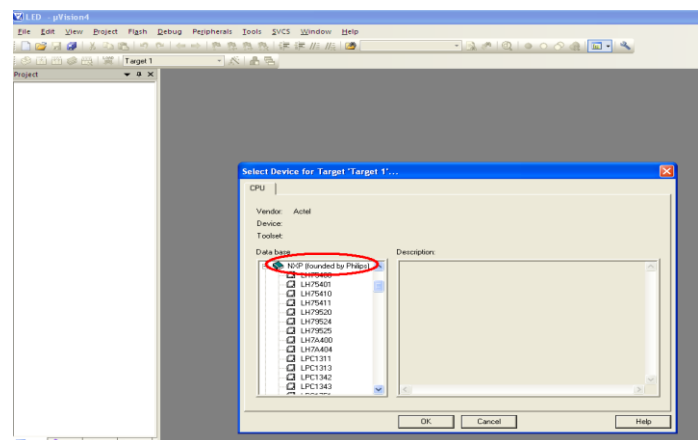 LED - µVision4
File Edit View Project Flash Debug Peripherals Tools SVCS Window Help
Target 1
Project
Select Device for Target 'Target 1'...
CPU
Vendor: Actel
Device:
Toolset:
Data base
Description:
NXP (founded by Philips)
LH75400
LH75401
LH75410
LH75411
LH79520
LH79524
LH79525
LH7A400
LH7A404
LPC1311
LPC1313
LPC1342
LPC1343
OK Cancel Help